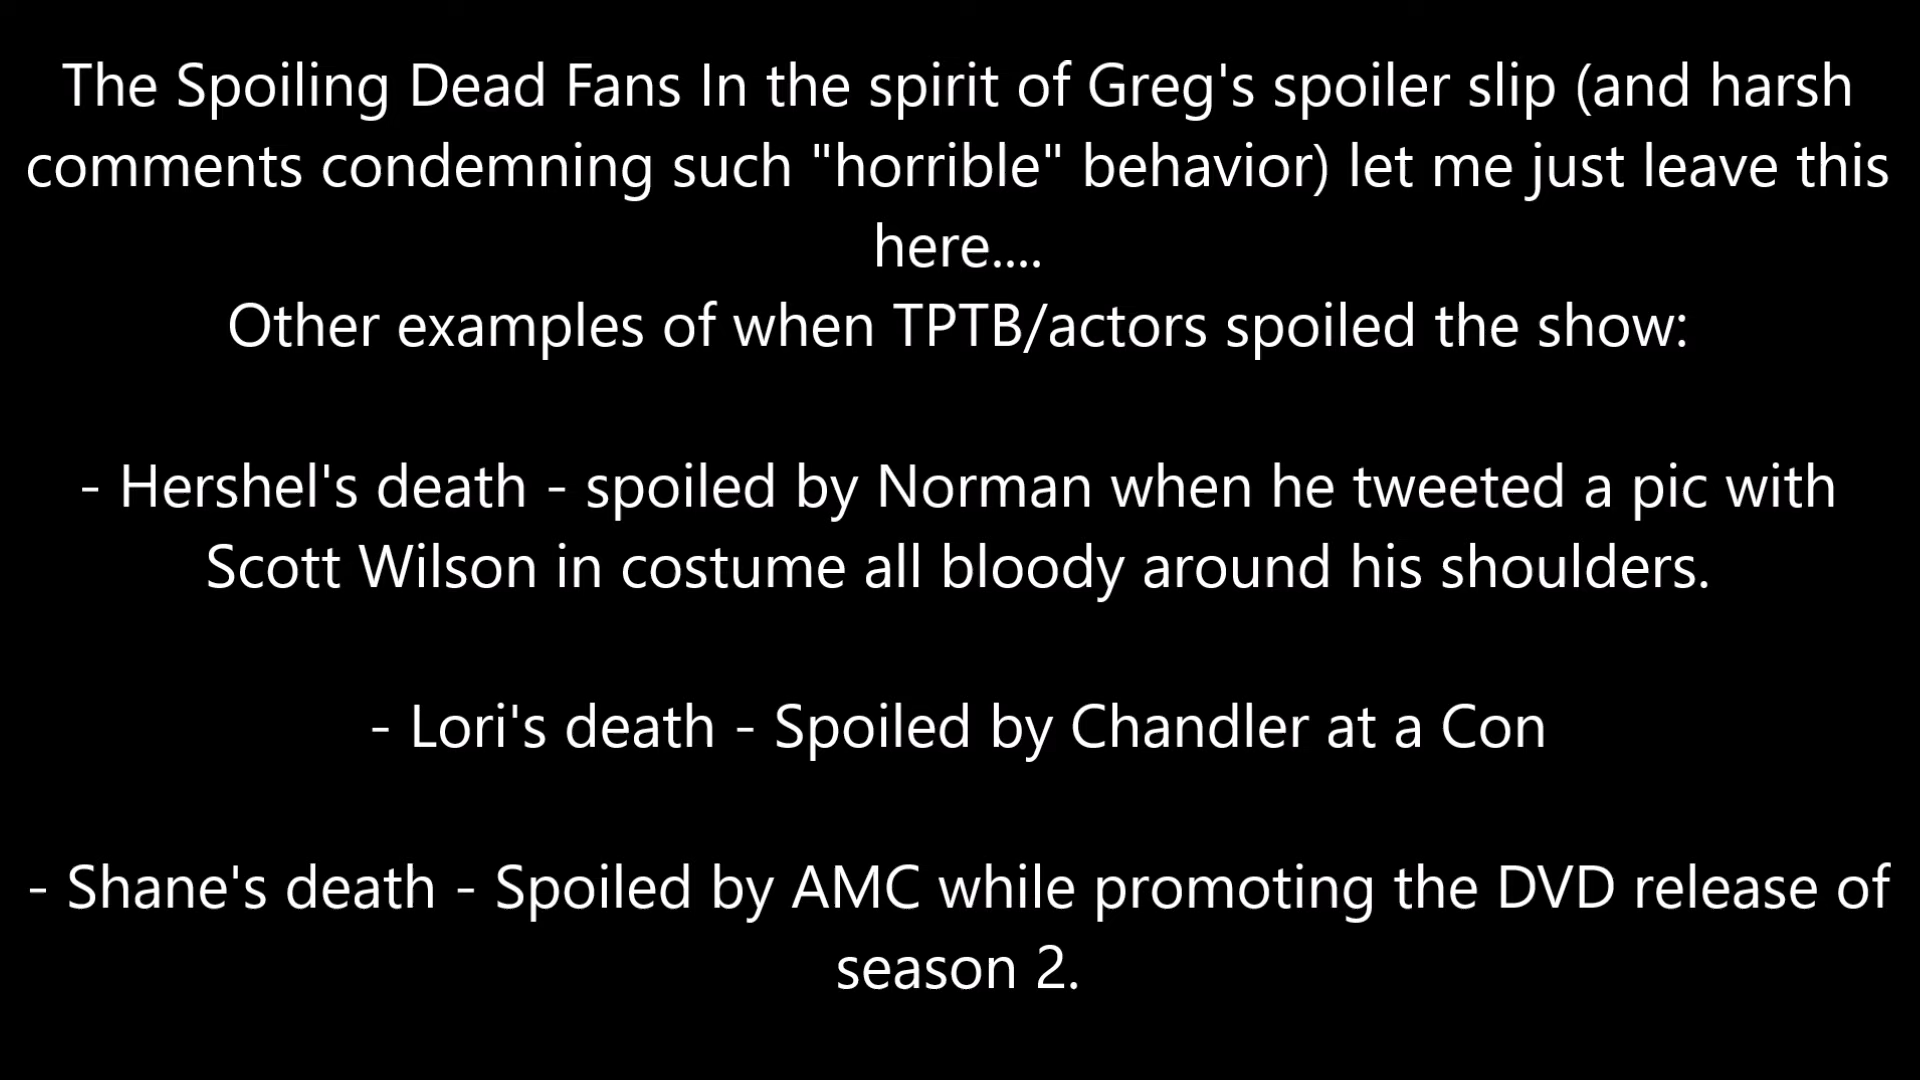 The Spoiling Dead Fans In the spirit of Greg's spoiler slip (and harsh
comments condemning such "horrible" behavior) let me just leave this
here....
Other examples of when TPTB/actors spoiled the show:
- Hershel's death - spoiled by Norman when he tweeted a pic with
Scott Wilson in costume all bloody around his shoulders.
- Lori's death - Spoiled by Chandler at a Con
- Shane's death - Spoiled by AMC while promoting the DVD release of
season 2.